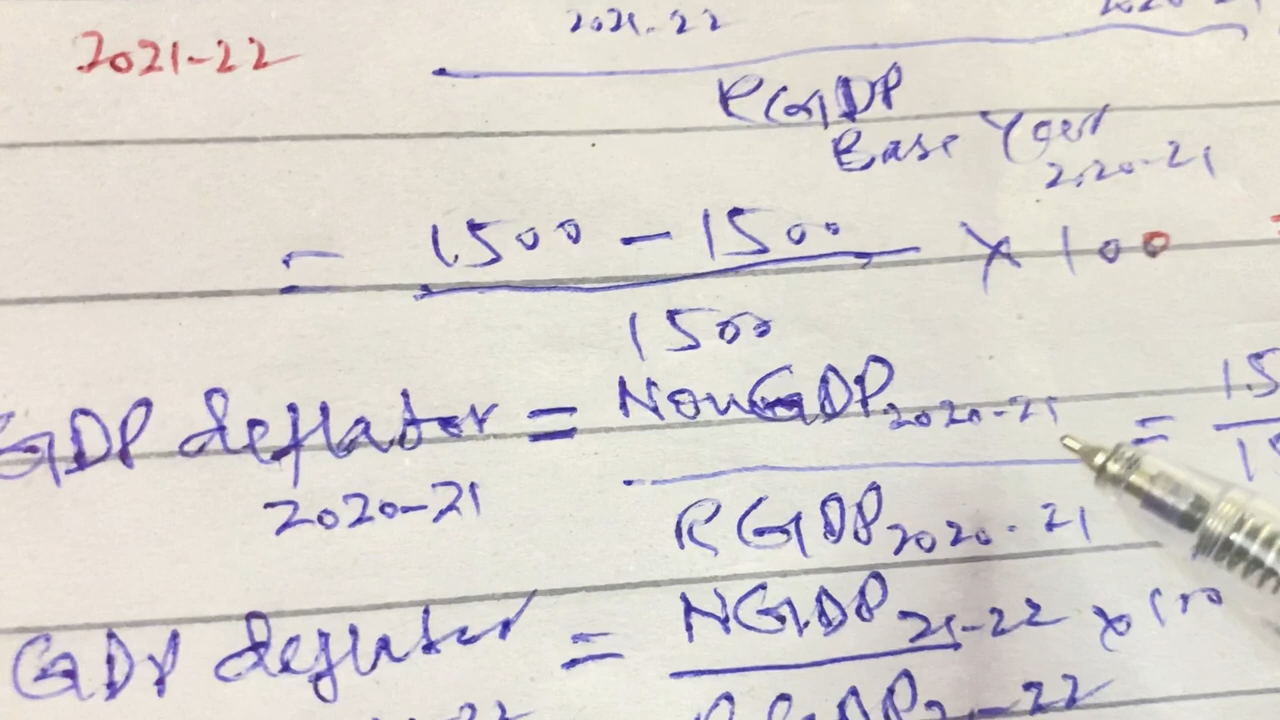 2021-22
2021-22
RGDP
Base Year
2020-21
= 1500 - 1500 × 100
1500
GDP deflator = NomGDP2020-21 = 15
2020-21
RGDP2020-21
GDP deflator = NGDP21-22 × 100